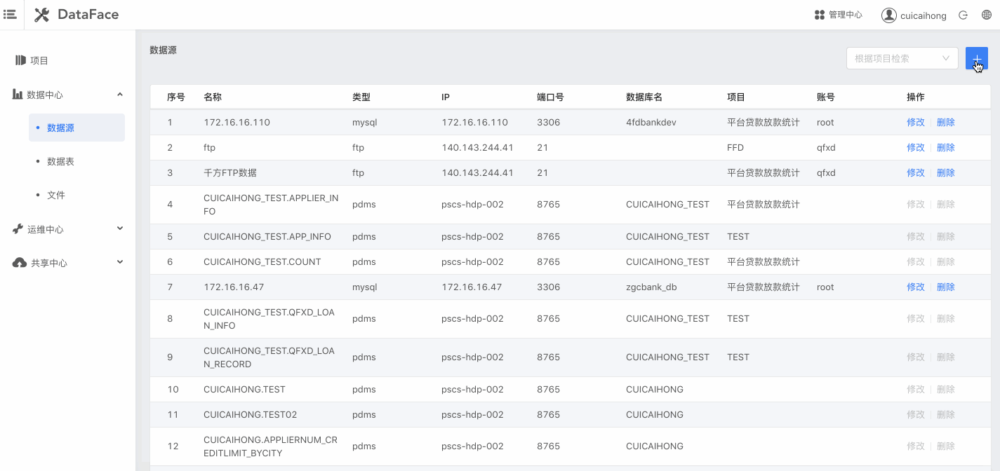 DataFace
管理中心
cuicaihong
项目
数据中心
数据源
数据表
文件
运维中心
共享中心
数据源
根据项目检索
序号 名称 类型 IP 端口号 数据库名 项目 账号 操作
1 172.16.16.110 mysql 172.16.16.110 3306 4fdbankdev 平台贷款放款统计 root 修改 删除
2 ftp ftp 140.143.244.41 21 FFD qfxd 修改 删除
3 千方FTP数据 ftp 140.143.244.41 21 平台贷款放款统计 qfxd 修改 删除
CUICAIHONG_TEST.APPLIER_IN
4 pdms pscs-hdp-002 8765 CUICAIHONG_TEST 平台贷款放款统计 修改 删除
FO
5 CUICAIHONG_TEST.APP_INFO pdms pscs-hdp-002 8765 CUICAIHONG_TEST TEST 修改 删除
6 CUICAIHONG_TEST.COUNT pdms pscs-hdp-002 8765 CUICAIHONG_TEST 平台贷款放款统计 修改 删除
7 172.16.16.47 mysql 172.16.16.47 3306 zgcbank_db 平台贷款放款统计 root 修改 删除
CUICAIHONG_TEST.QFXD_LOA
8 pdms pscs-hdp-002 8765 CUICAIHONG_TEST TEST 修改 删除
N_INFO
CUICAIHONG_TEST.QFXD_LOA
9 pdms pscs-hdp-002 8765 CUICAIHONG_TEST TEST 修改 删除
N_RECORD
10 CUICAIHONG.TEST pdms pscs-hdp-002 8765 CUICAIHONG 修改 删除
11 CUICAIHONG.TEST02 pdms pscs-hdp-002 8765 CUICAIHONG 修改 删除
CUICAIHONG.APPLIERNUM_CR
12 pdms pscs-hdp-002 8765 CUICAIHONG 修改 删除
EDITLIMIT_BYCITY